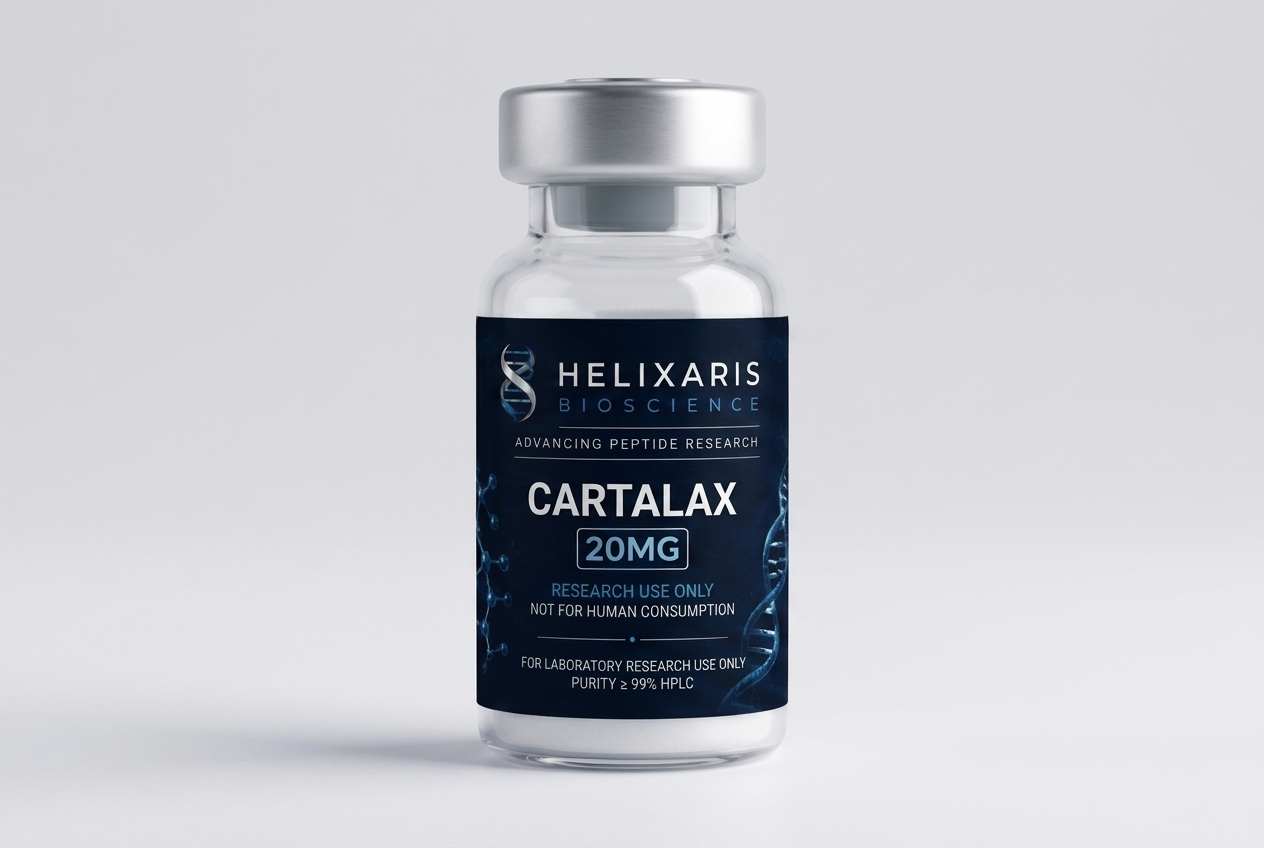 HELIXARIS
BIOSCIENCE
ADVANCING PEPTIDE RESEARCH
CARTALAX
20MG
RESEARCH USE ONLY
NOT FOR HUMAN CONSUMPTION
FOR LABORATORY RESEARCH USE ONLY
PURITY ≥ 99% HPLC